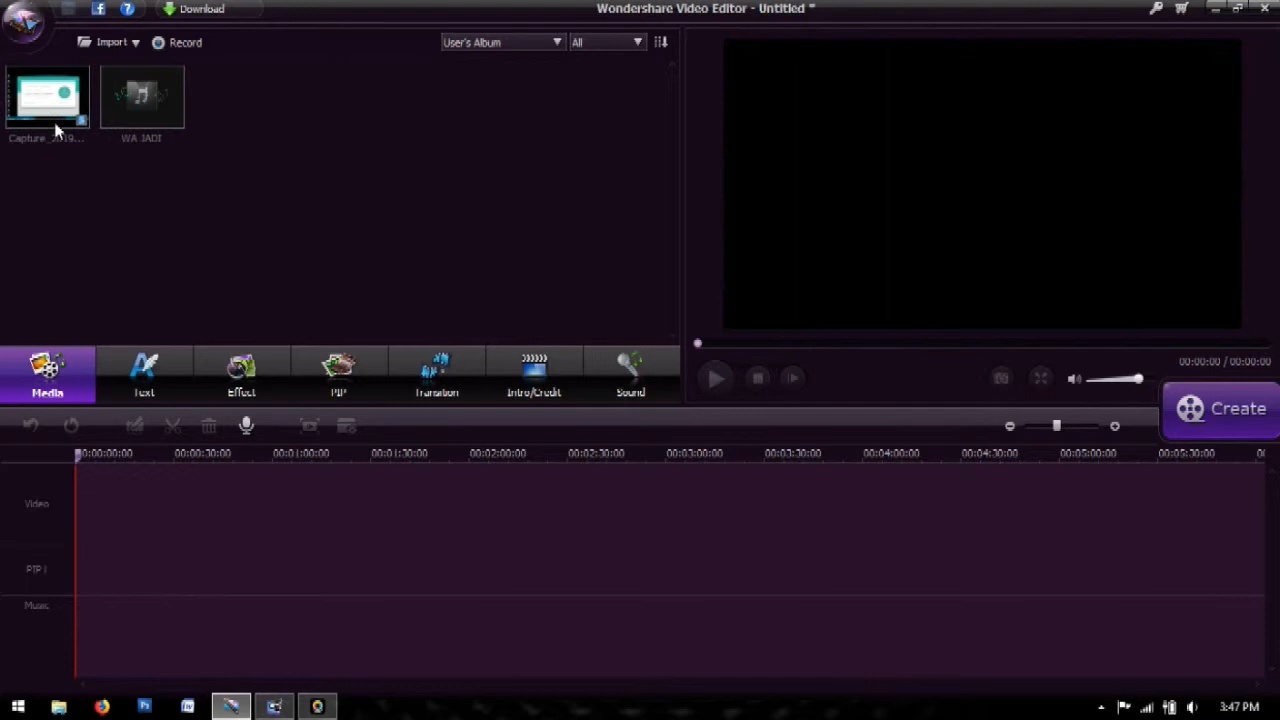 Download
Wondershare Video Editor - Untitled *
Import
Record
User's Album
All
Capture_2019...
WA JADI
Media
Text
Effect
PIP
Transition
Intro/Credit
Sound
00:00:00 / 00:00:00
Create
00:00:00:00
00:00:30:00
00:01:00:00
00:01:30:00
00:02:00:00
00:02:30:00
00:03:00:00
00:03:30:00
00:04:00:00
00:04:30:00
00:05:00:00
00:05:30:00
Video
PIP 1
Music
3:47 PM